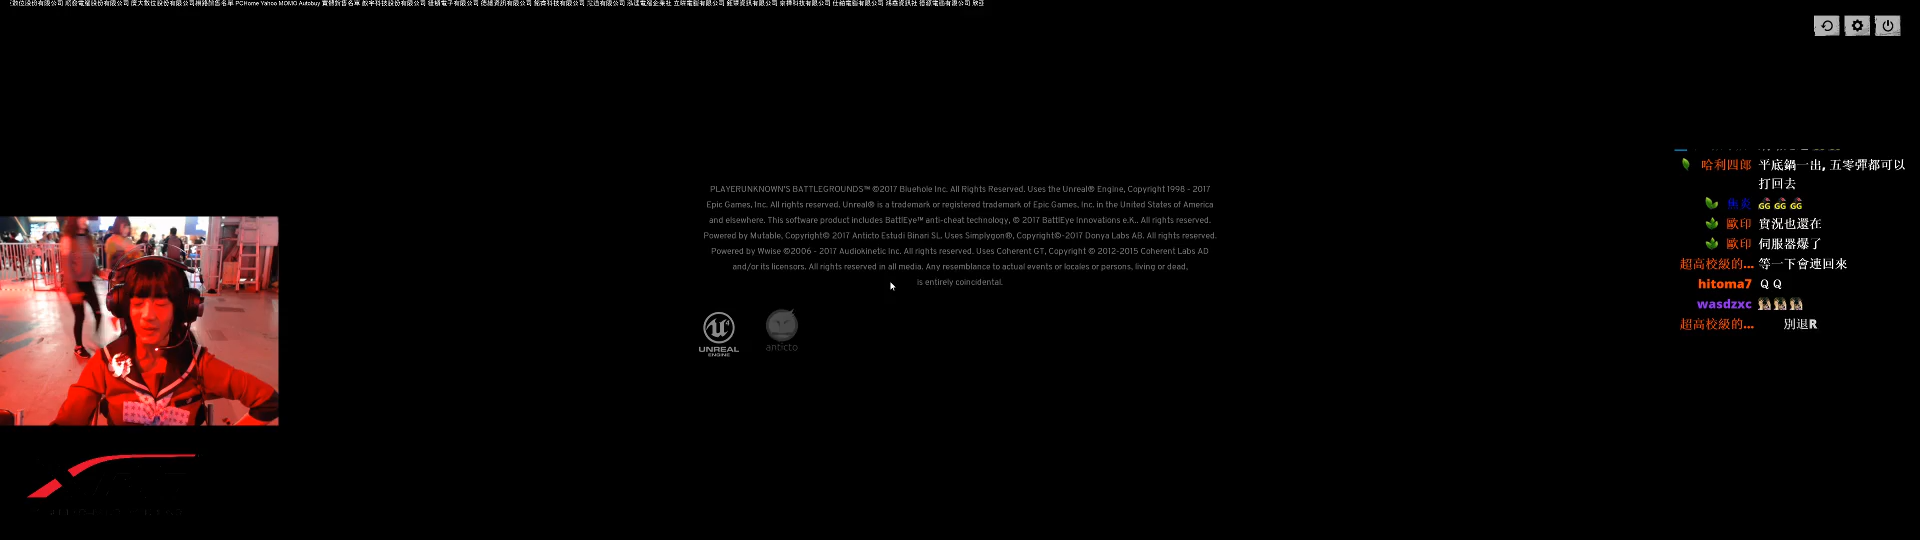 PCHome Yahoo MOMO Autobuy
PLAYERUNKNOWN'S BATTLEGROUNDS™ ©2017 Bluehole Inc. All Rights Reserved. Uses the Unreal® Engine, Copyright 1998 - 2017
Epic Games, Inc. All rights reserved. Unreal® is a trademark or registered trademark of Epic Games, Inc. in the United States of America
and elsewhere. This software product includes BattlEye™ anti-cheat technology, © 2017 BattlEye Innovations e.K.. All rights reserved.
Powered by Mutable, Copyright© 2017 Anticto Estudi Binari SL. Uses Simplygon®, Copyright©-2017 Donya Labs AB. All rights reserved.
Powered by Wwise ©2006 - 2017 Audiokinetic Inc. All rights reserved. Uses Coherent GT, Copyright © 2012-2015 Coherent Labs AD
and/or its licensors. All rights reserved in all media. Any resemblance to actual events or locales or persons, living or dead,
is entirely coincidental.
UNREAL
ENGINE
anticto
哈利四郎 平底鍋一出, 五零彈都可以
打回去
歐印 實況也還在
歐印 伺服器爆了
超高校級的... 等一下會連回來
hitoma7 ＱＱ
wasdzxc
超高校級的... 別退R